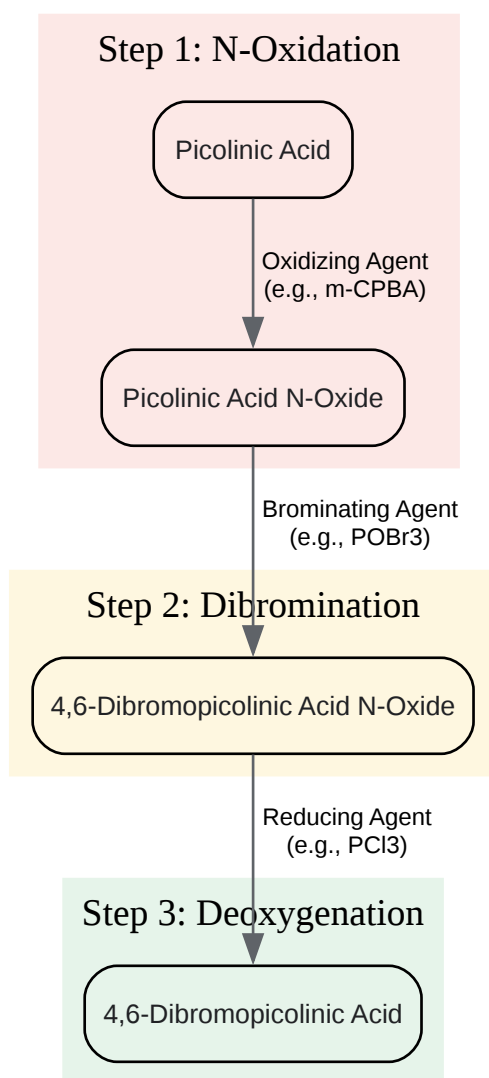 Step 1: N-Oxidation
Picolinic Acid
Oxidizing Agent
(e.g., m-CPBA)
Picolinic Acid N-Oxide
Brominating Agent
(e.g., POBr3)
Step 2: Dibromination
4,6-Dibromopicolinic Acid N-Oxide
Reducing Agent
(e.g., PCl3)
Step 3: Deoxygenation
4,6-Dibromopicolinic Acid